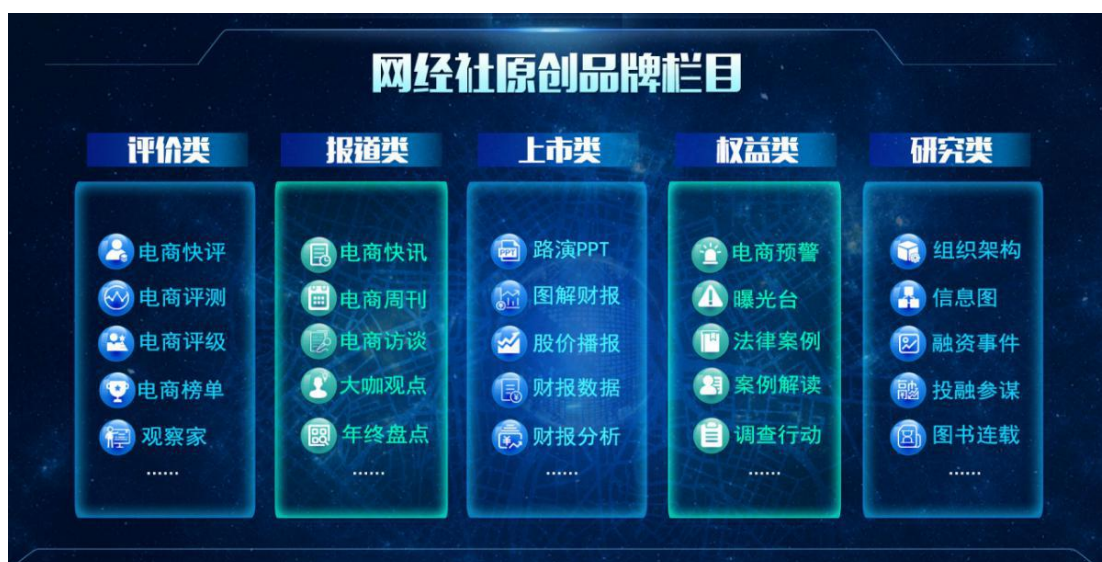 网经社原创品牌栏目
评价类
电商快评
电商评测
电商评级
电商榜单
观察家
......
报道类
电商快讯
电商周刊
电商访谈
大咖观点
年终盘点
......
上市类
PPT
路演PPT
图解财报
股价播报
财报数据
财报分析
......
权益类
电商预警
曝光台
法律案例
案例解读
调查行动
......
研究类
组织架构
信息图
融资事件
融
投融参谋
图书连载
......